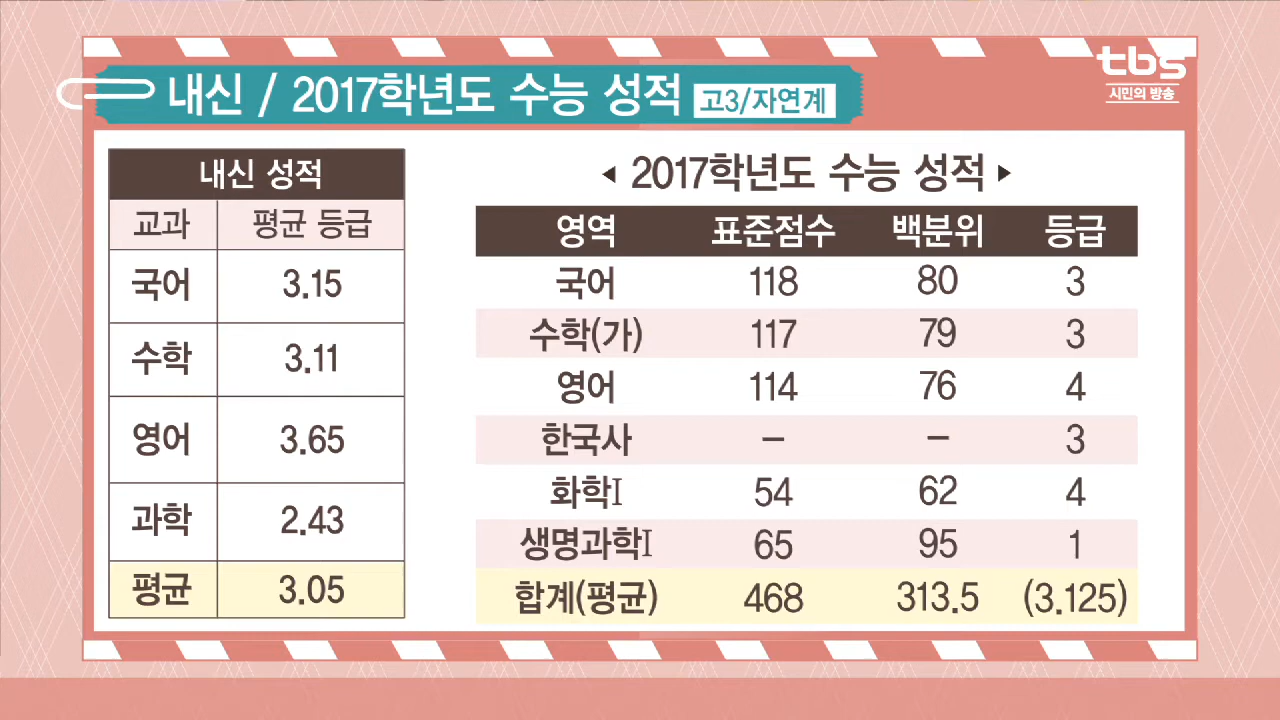 내신 / 2017학년도 수능 성적 고3/자연계
tbs
시민의 방송
내신 성적
교과 평균 등급
국어 3.15
수학 3.11
영어 3.65
과학 2.43
평균 3.05
◂ 2017학년도 수능 성적 ▸
영역 표준점수 백분위 등급
국어 118 80 3
수학(가) 117 79 3
영어 114 76 4
한국사 – – 3
화학Ⅰ 54 62 4
생명과학Ⅰ 65 95 1
합계(평균) 468 313.5 (3.125)